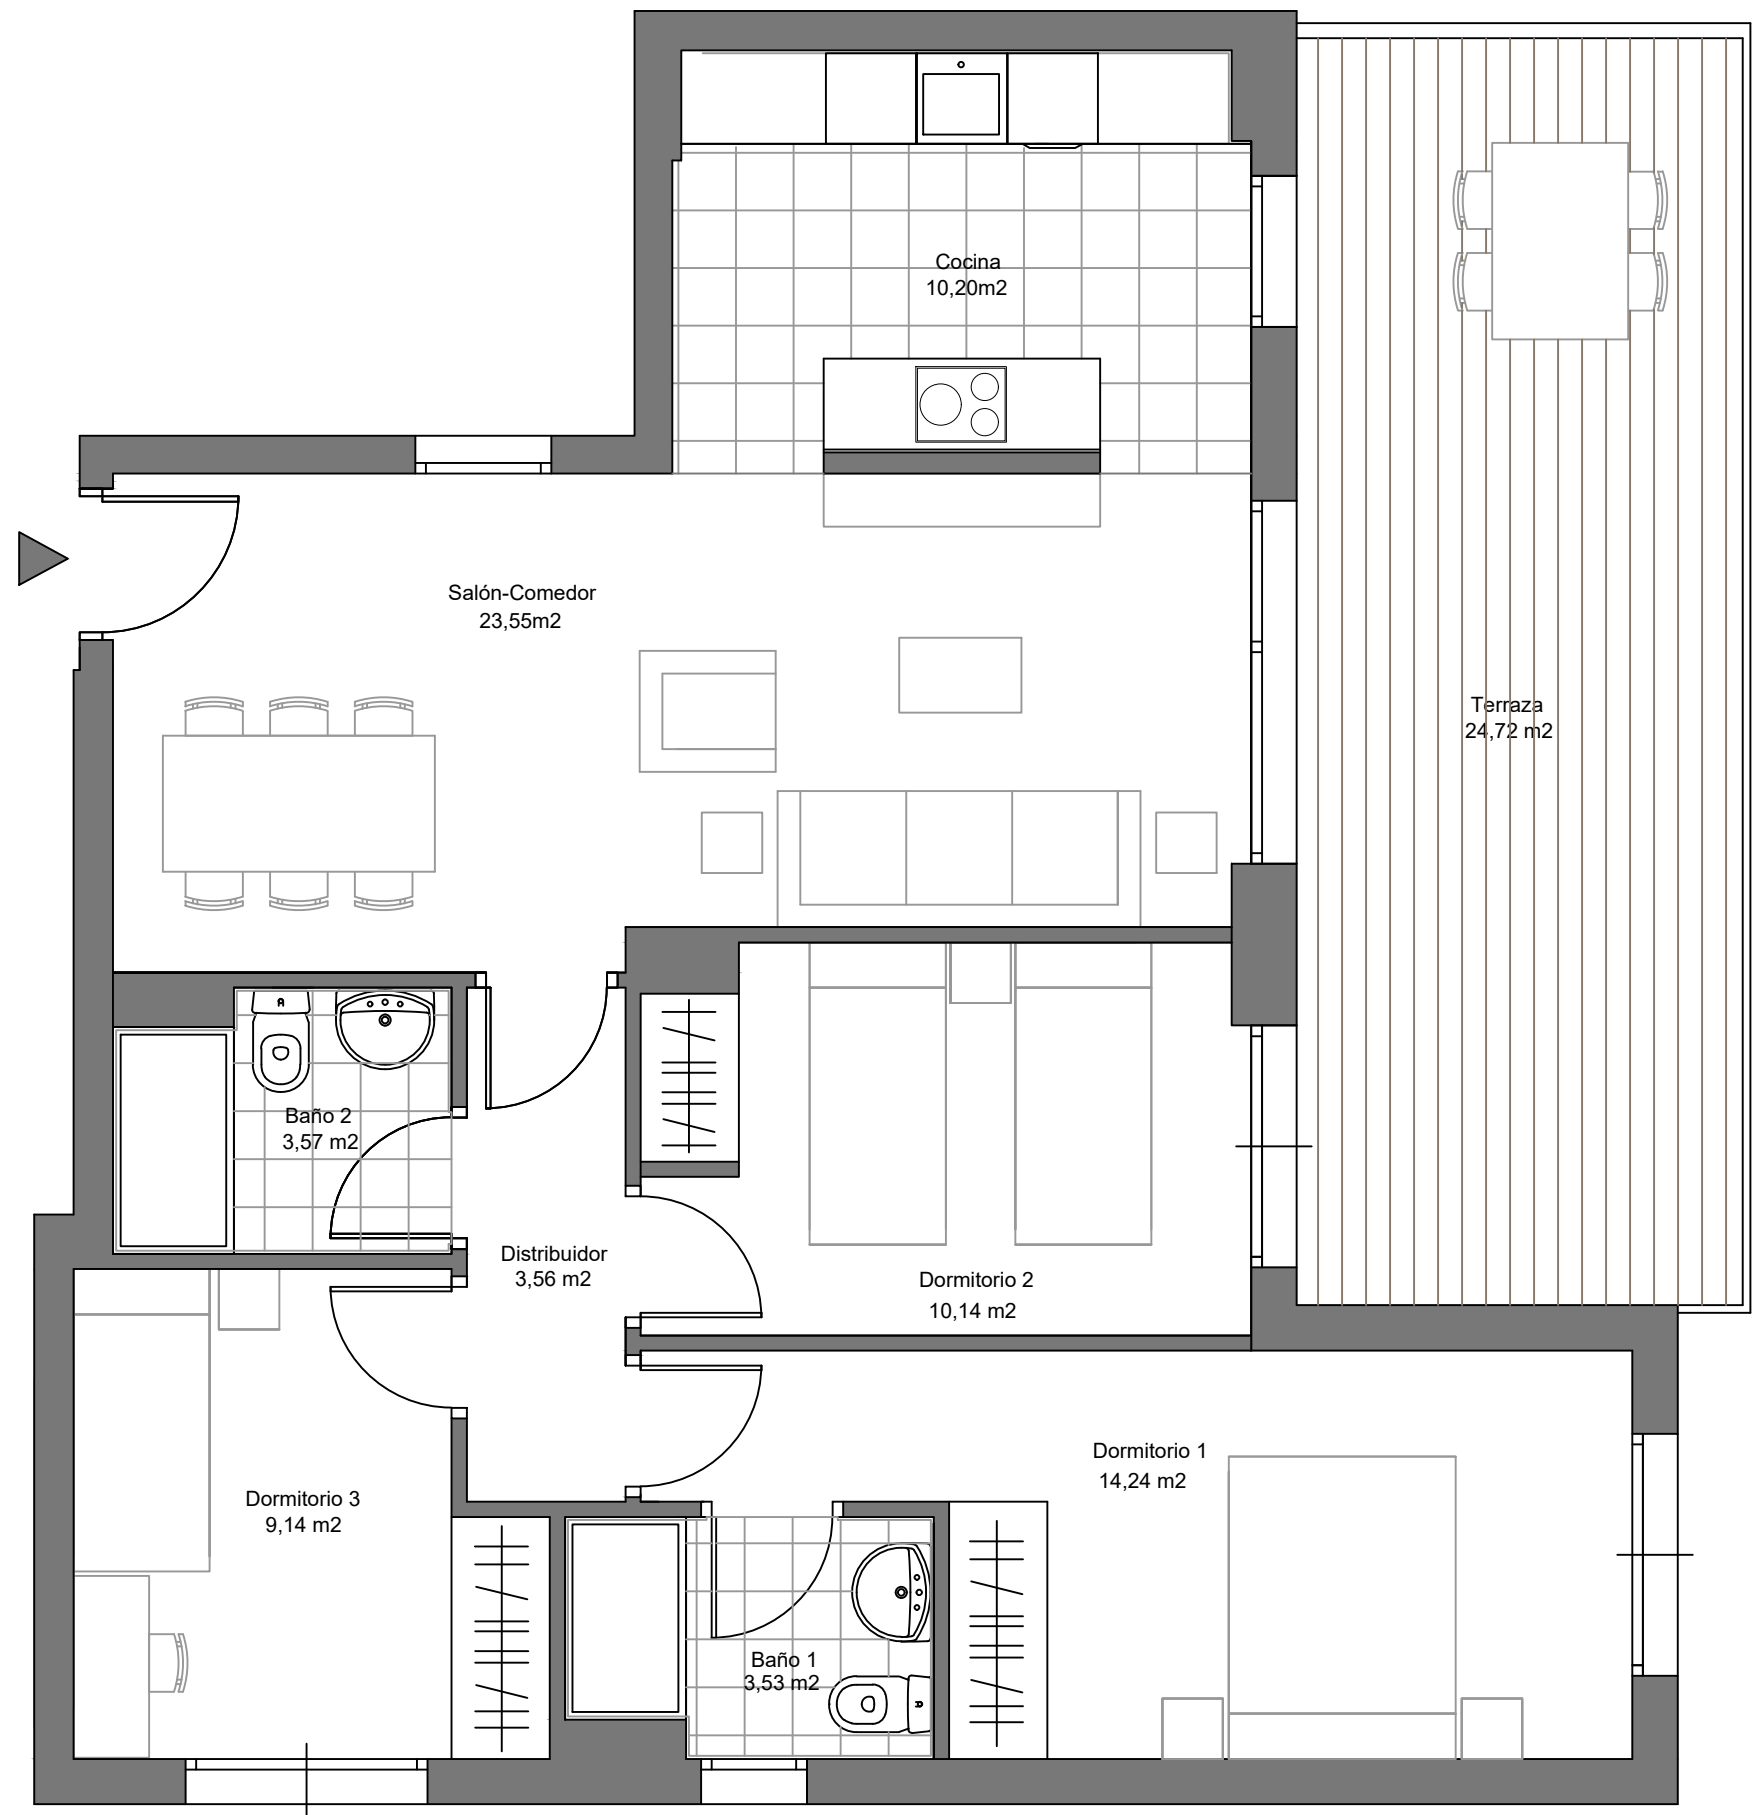 Cocina
10,20m2
Salón-Comedor
23,55m2
Terraza
24,72 m2
Baño 2
3,57 m2
Distribuidor
3,56 m2
Dormitorio 2
10,14 m2
Dormitorio 1
14,24 m2
Dormitorio 3
9,14 m2
Baño 1
3,53 m2